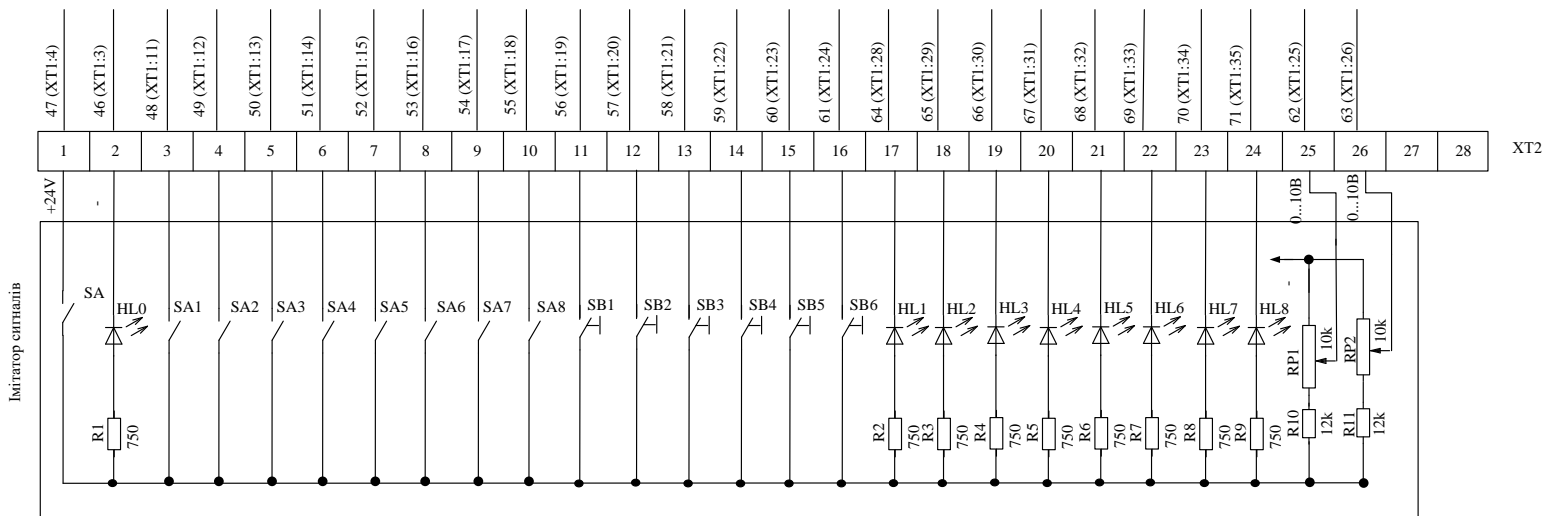 47 (XT1:4)
46 (XT1:3)
48 (XT1:11)
49 (XT1:12)
50 (XT1:13)
51 (XT1:14)
52 (XT1:15)
53 (XT1:16)
54 (XT1:17)
55 (XT1:18)
56 (XT1:19)
57 (XT1:20)
58 (XT1:21)
59 (XT1:22)
60 (XT1:23)
61 (XT1:24)
64 (XT1:28)
65 (XT1:29)
66 (XT1:30)
67 (XT1:31)
68 (XT1:32)
69 (XT1:33)
70 (XT1:34)
71 (XT1:35)
62 (XT1:25)
63 (XT1:26)
1 2 3 4 5 6 7 8 9 10 11 12 13 14 15 16 17 18 19 20 21 22 23 24 25 26 27 28 XT2
+24V
-
0...10В
0...10В
Імітатор сигналів
SA HL0 SA1 SA2 SA3 SA4 SA5 SA6 SA7 SA8 SB1 SB2 SB3 SB4 SB5 SB6 HL1 HL2 HL3 HL4 HL5 HL6 HL7 HL8
-
RP1
10k
RP2
10k
R1
750
R2
750
R3
750
R4
750
R5
750
R6
750
R7
750
R8
750
R9
750
R10
12k
R11
12k